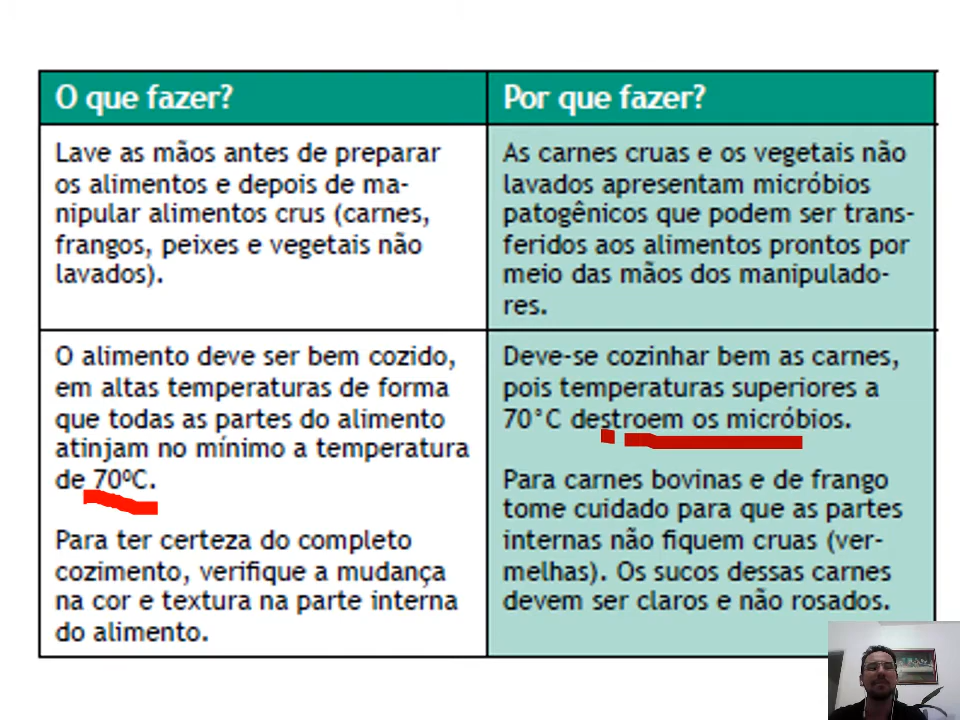 O que fazer?
Por que fazer?
Lave as mãos antes de preparar
os alimentos e depois de ma-
nipular alimentos crus (carnes,
frangos, peixes e vegetais não
lavados).
As carnes cruas e os vegetais não
lavados apresentam micróbios
patogênicos que podem ser trans-
feridos aos alimentos prontos por
meio das mãos dos manipulado-
res.
O alimento deve ser bem cozido,
em altas temperaturas de forma
que todas as partes do alimento
atinjam no mínimo a temperatura
de 70ºC.
Para ter certeza do completo
cozimento, verifique a mudança
na cor e textura na parte interna
do alimento.
Deve-se cozinhar bem as carnes,
pois temperaturas superiores a
70°C destroem os micróbios.
Para carnes bovinas e de frango
tome cuidado para que as partes
internas não fiquem cruas (ver-
melhas). Os sucos dessas carnes
devem ser claros e não rosados.